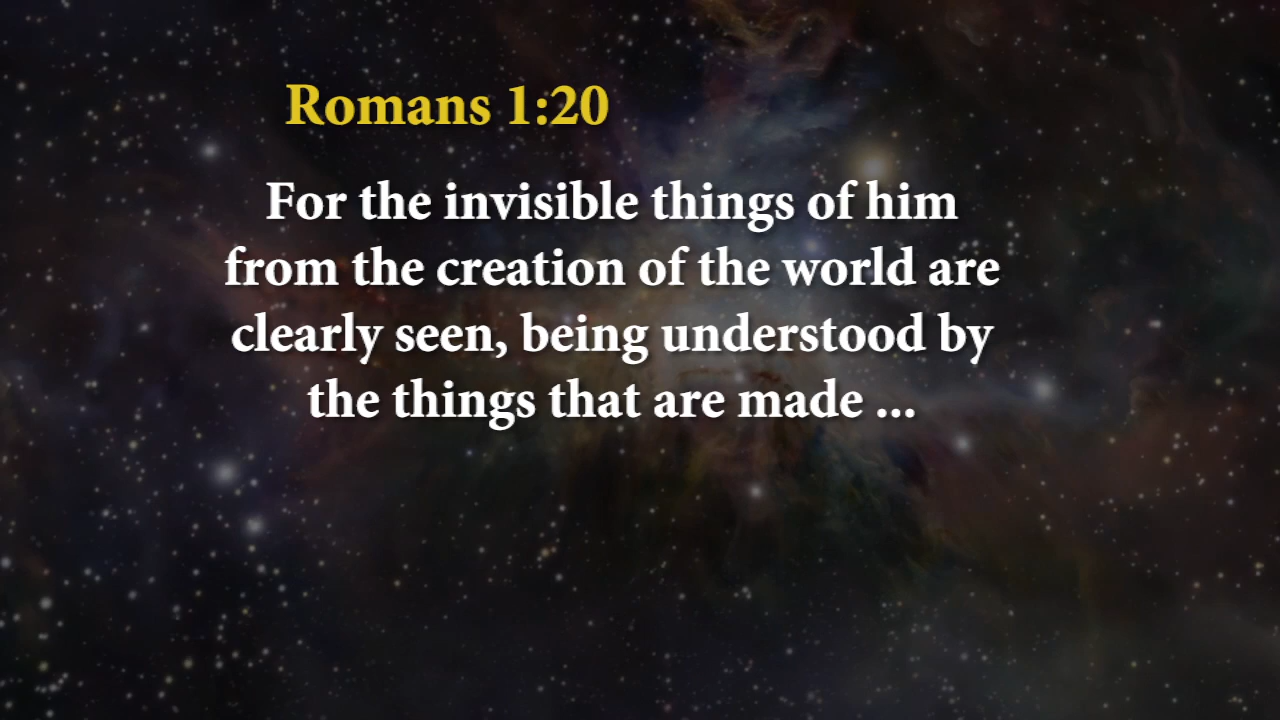 Romans 1:20
For the invisible things of him
from the creation of the world are
clearly seen, being understood by
the things that are made ...